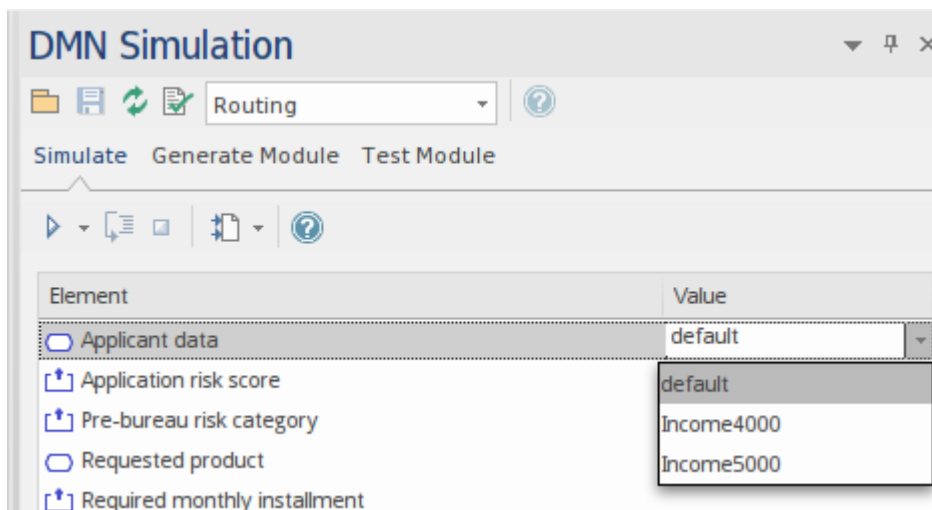 DMN Simulation
Routing
Simulate Generate Module Test Module
Element Value
Applicant data default
Application risk score default
Pre-bureau risk category Income4000
Requested product Income5000
Required monthly installment